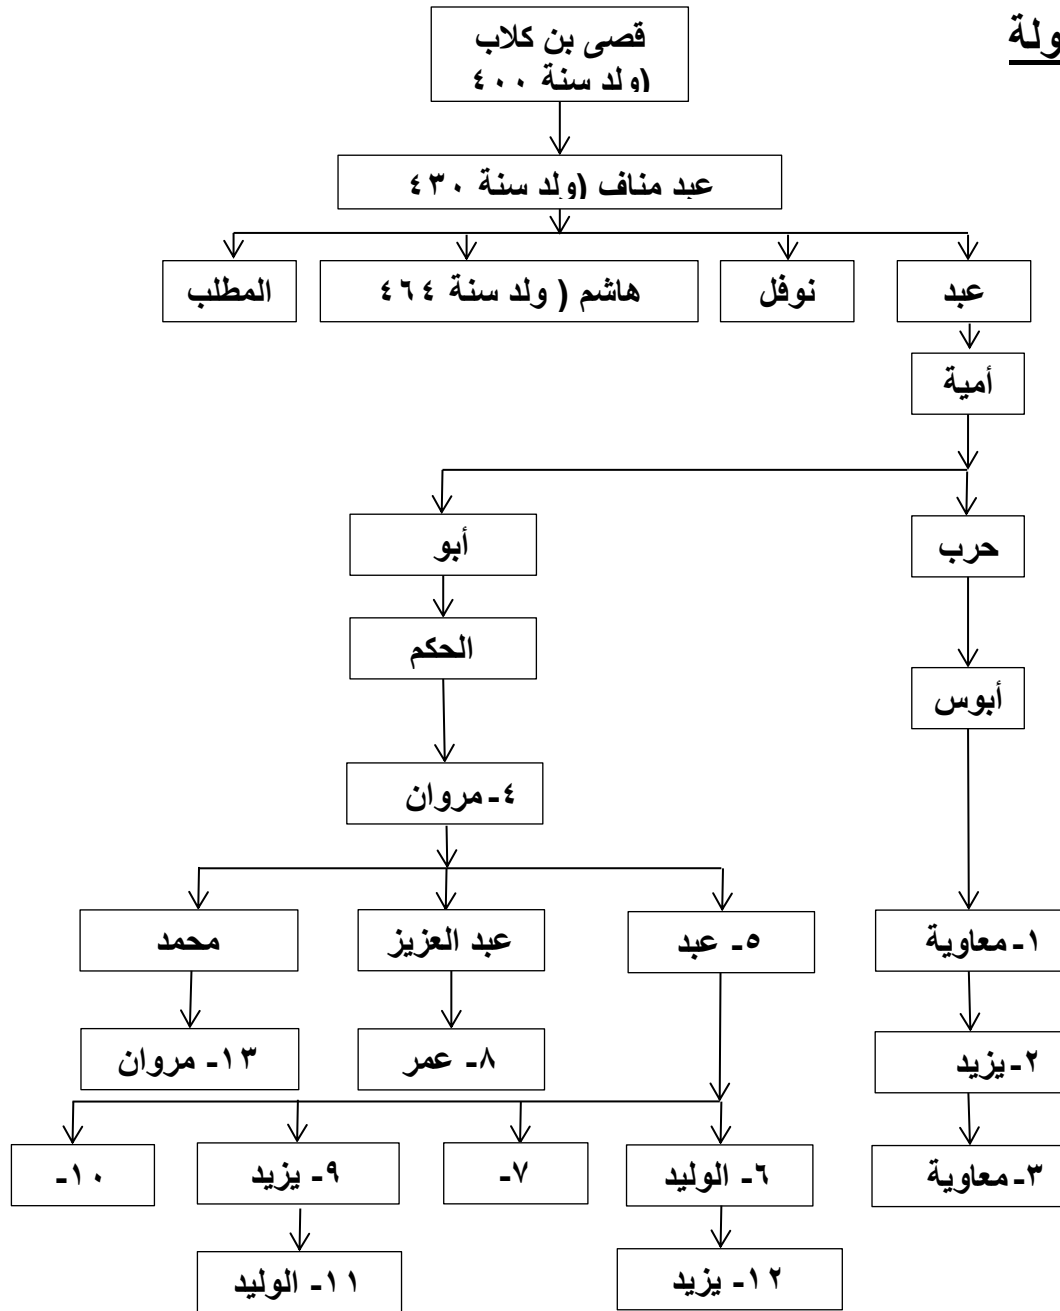 ولة
قصى بن كلاب
(ولد سنة ٤٠٠
عبد مناف (ولد سنة ٤٣٠
عبد
نوفل
هاشم ( ولد سنة ٤٦٤
المطلب
أمية
حرب
أبو
الحكم
أبوس
٤- مروان
١- معاوية
٥- عبد
عبد العزيز
محمد
٢- يزيد
٨- عمر
١٣- مروان
٣- معاوية
٦- الوليد
٧-
٩- يزيد
١٠-
١٢- يزيد
١١- الوليد